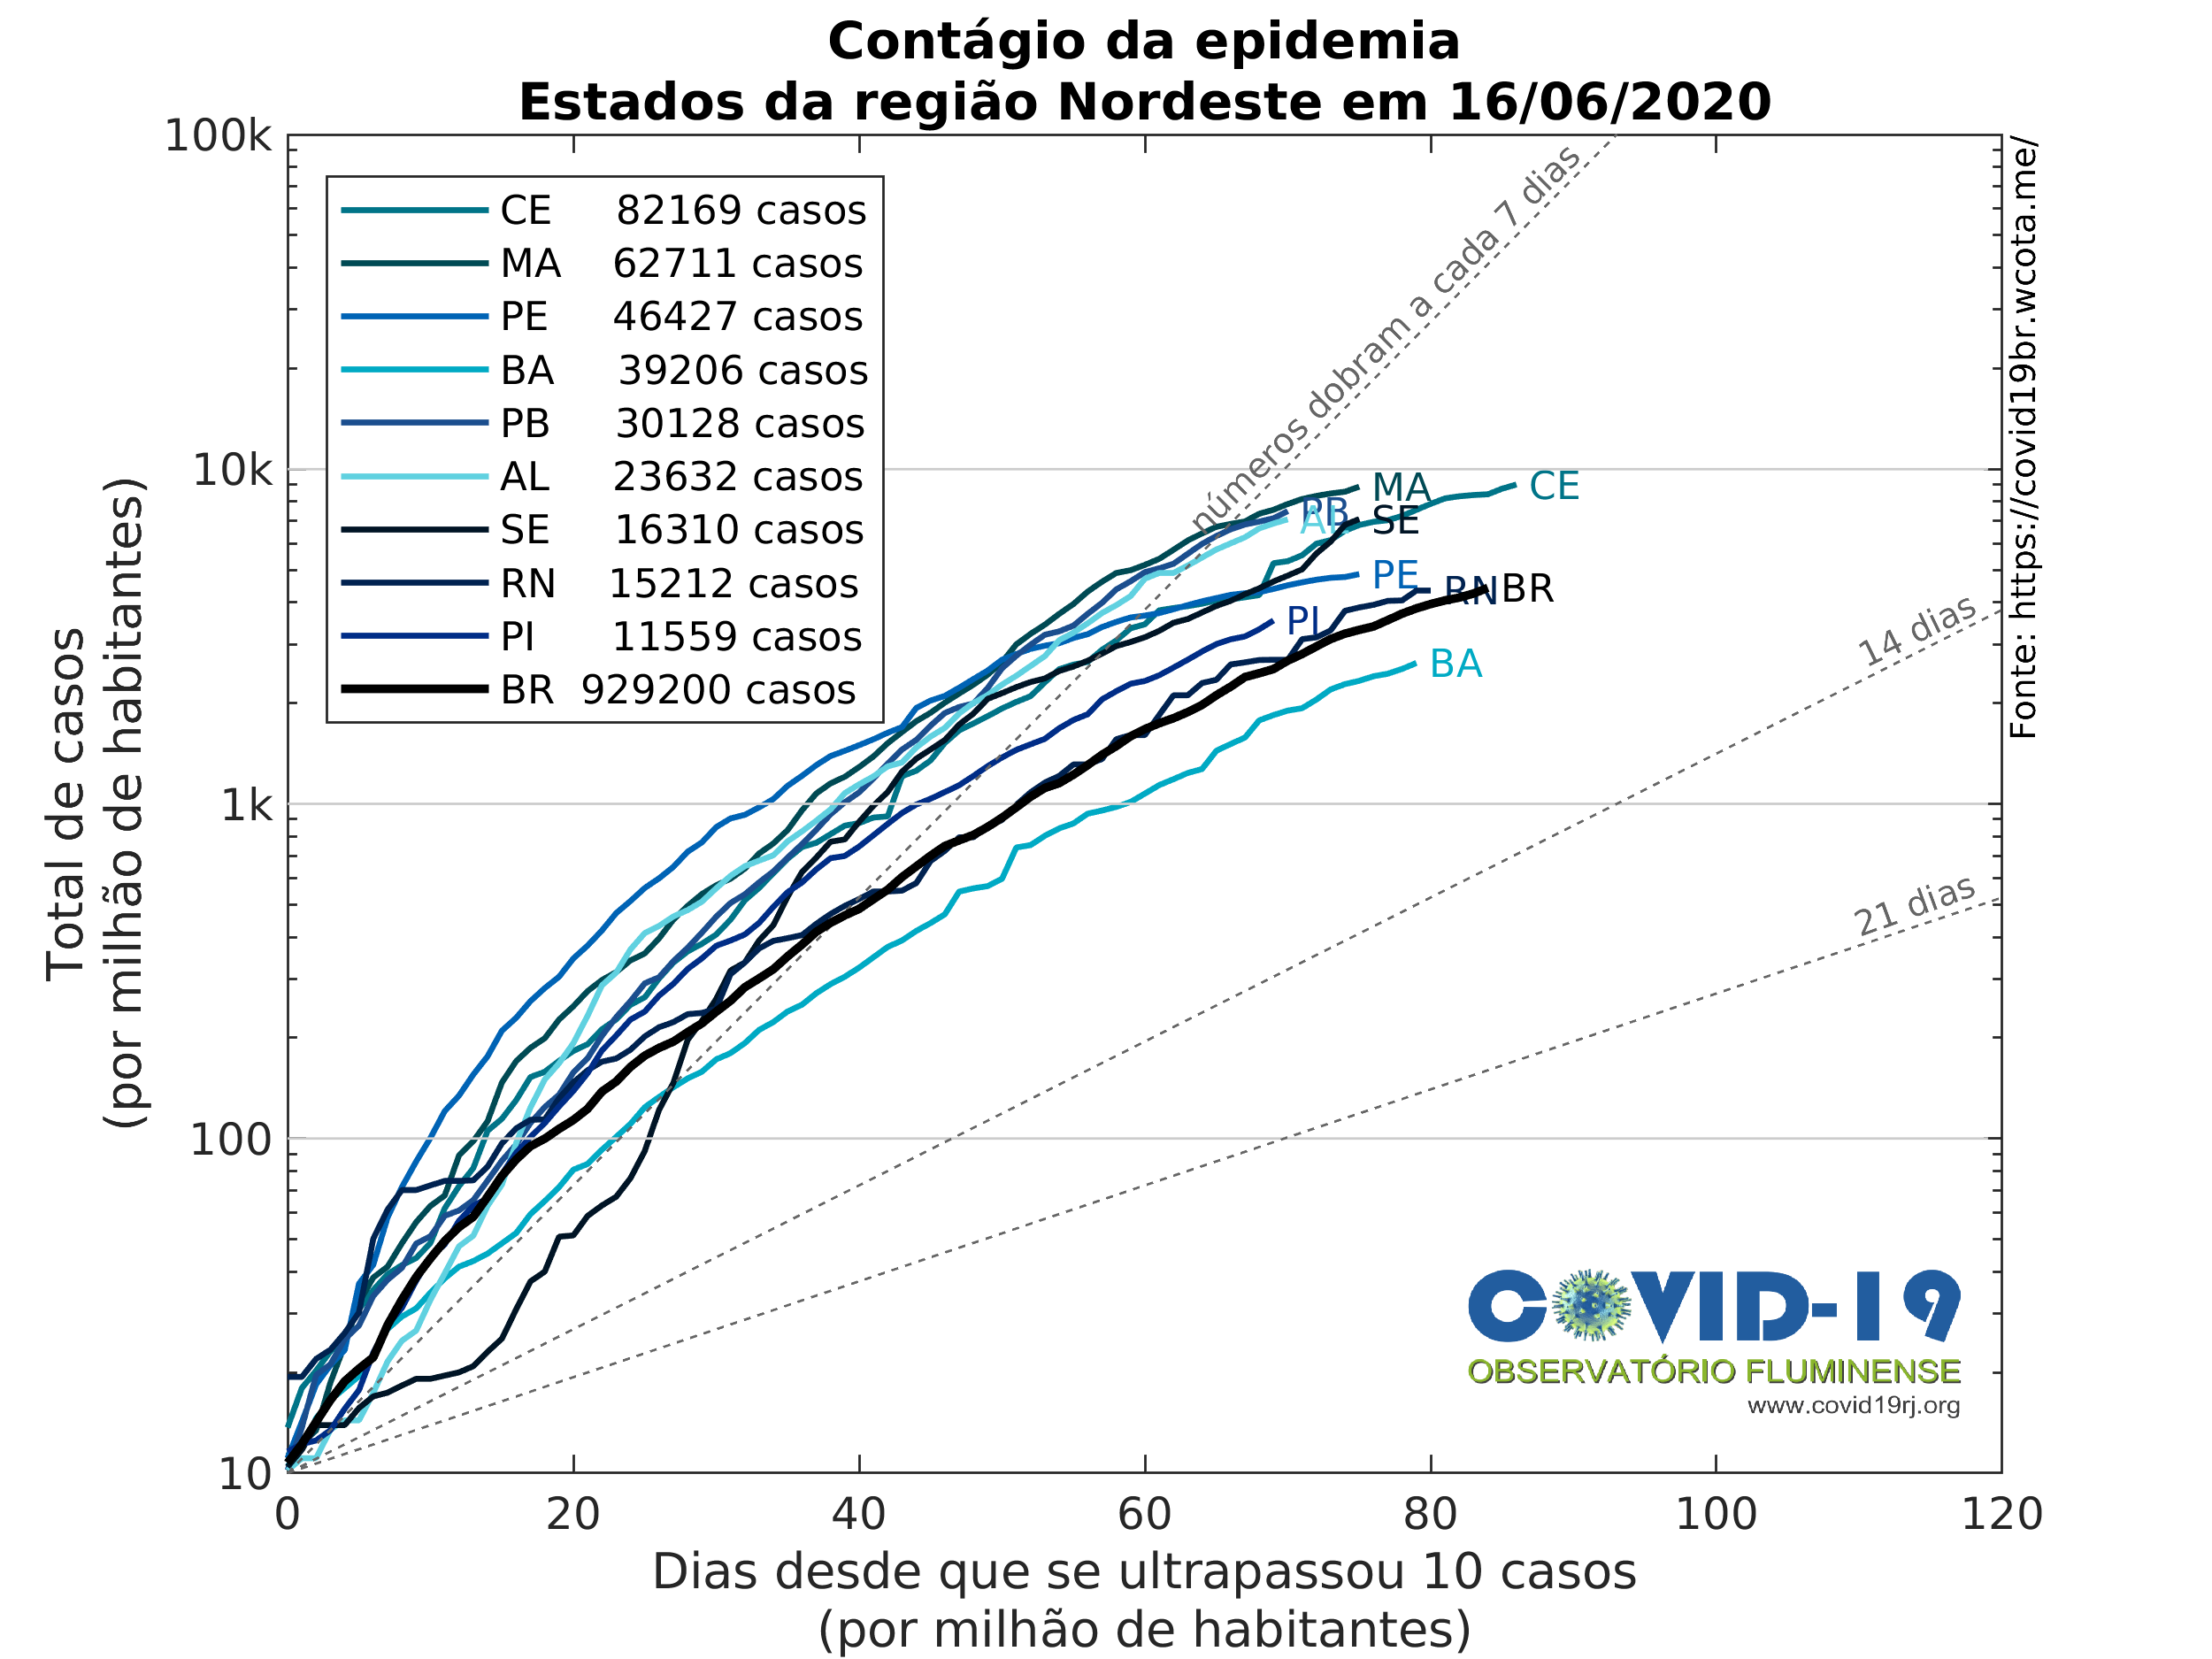 Contágio da epidemia
Estados da região Nordeste em 16/06/2020
100k
10k
1k
100
10
Total de casos
(por milhão de habitantes)
CE 82169 casos
MA 62711 casos
PE 46427 casos
BA 39206 casos
PB 30128 casos
AL 23632 casos
SE 16310 casos
RN 15212 casos
PI 11559 casos
BR 929200 casos
números dobram a cada 7 dias
14 dias
21 dias
MA
CE
PB
AL
SE
PE
RN
BR
PI
BA
Fonte: https://covid19br.wcota.me/
COVID-19
OBSERVATÓRIO FLUMINENSE
www.covid19rj.org
0 20 40 60 80 100 120
Dias desde que se ultrapassou 10 casos
(por milhão de habitantes)